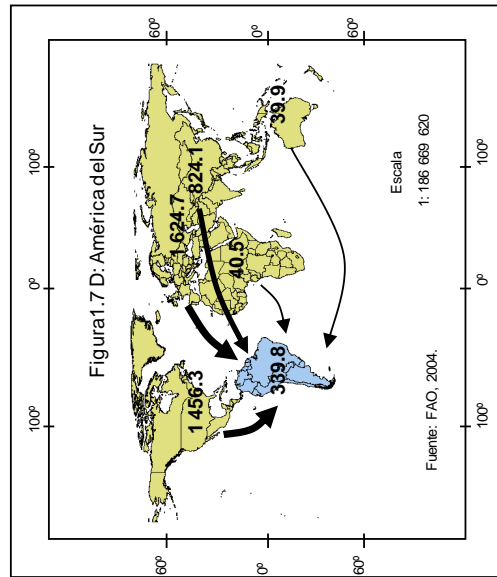 Figura1.7 D: América del Sur
100º
0º
100º
60º
60º
0º
0º
60º
60º
1 456.3
1 624.7
824.1
40.5
339.8
39.9
100º
0º
100º
Escala
1: 186 669 620
Fuente: FAO, 2004.